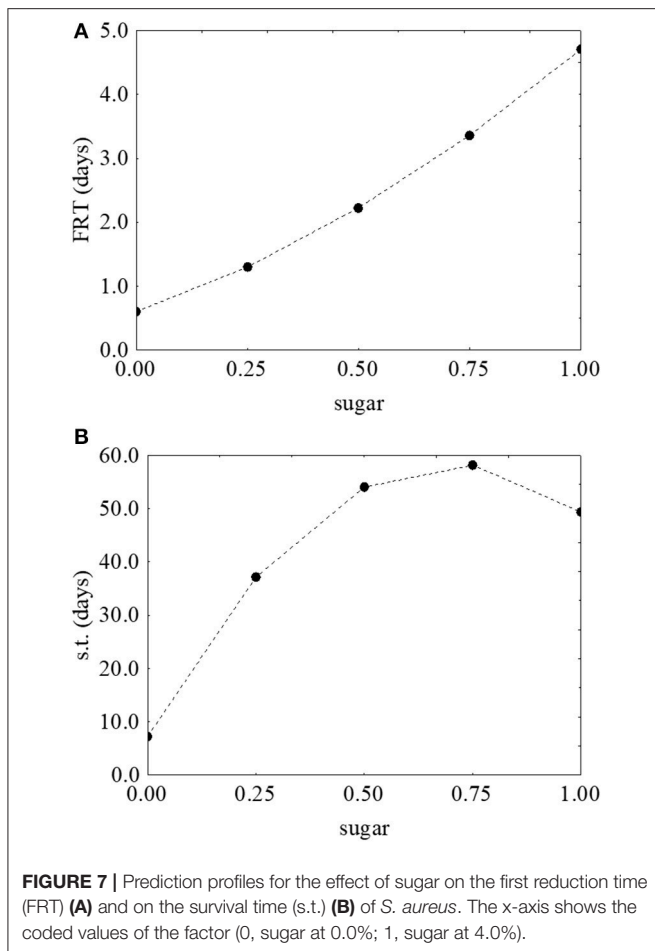 A
5.0
4.0
3.0
2.0
1.0
0.0
FRT (days)
0.00 0.25 0.50 0.75 1.00
sugar
B
60.0
50.0
40.0
30.0
20.0
10.0
0.0
s.t. (days)
0.00 0.25 0.50 0.75 1.00
sugar
FIGURE 7 | Prediction profiles for the effect of sugar on the first reduction time
(FRT) (A) and on the survival time (s.t.) (B) of S. aureus. The x-axis shows the
coded values of the factor (0, sugar at 0.0%; 1, sugar at 4.0%).